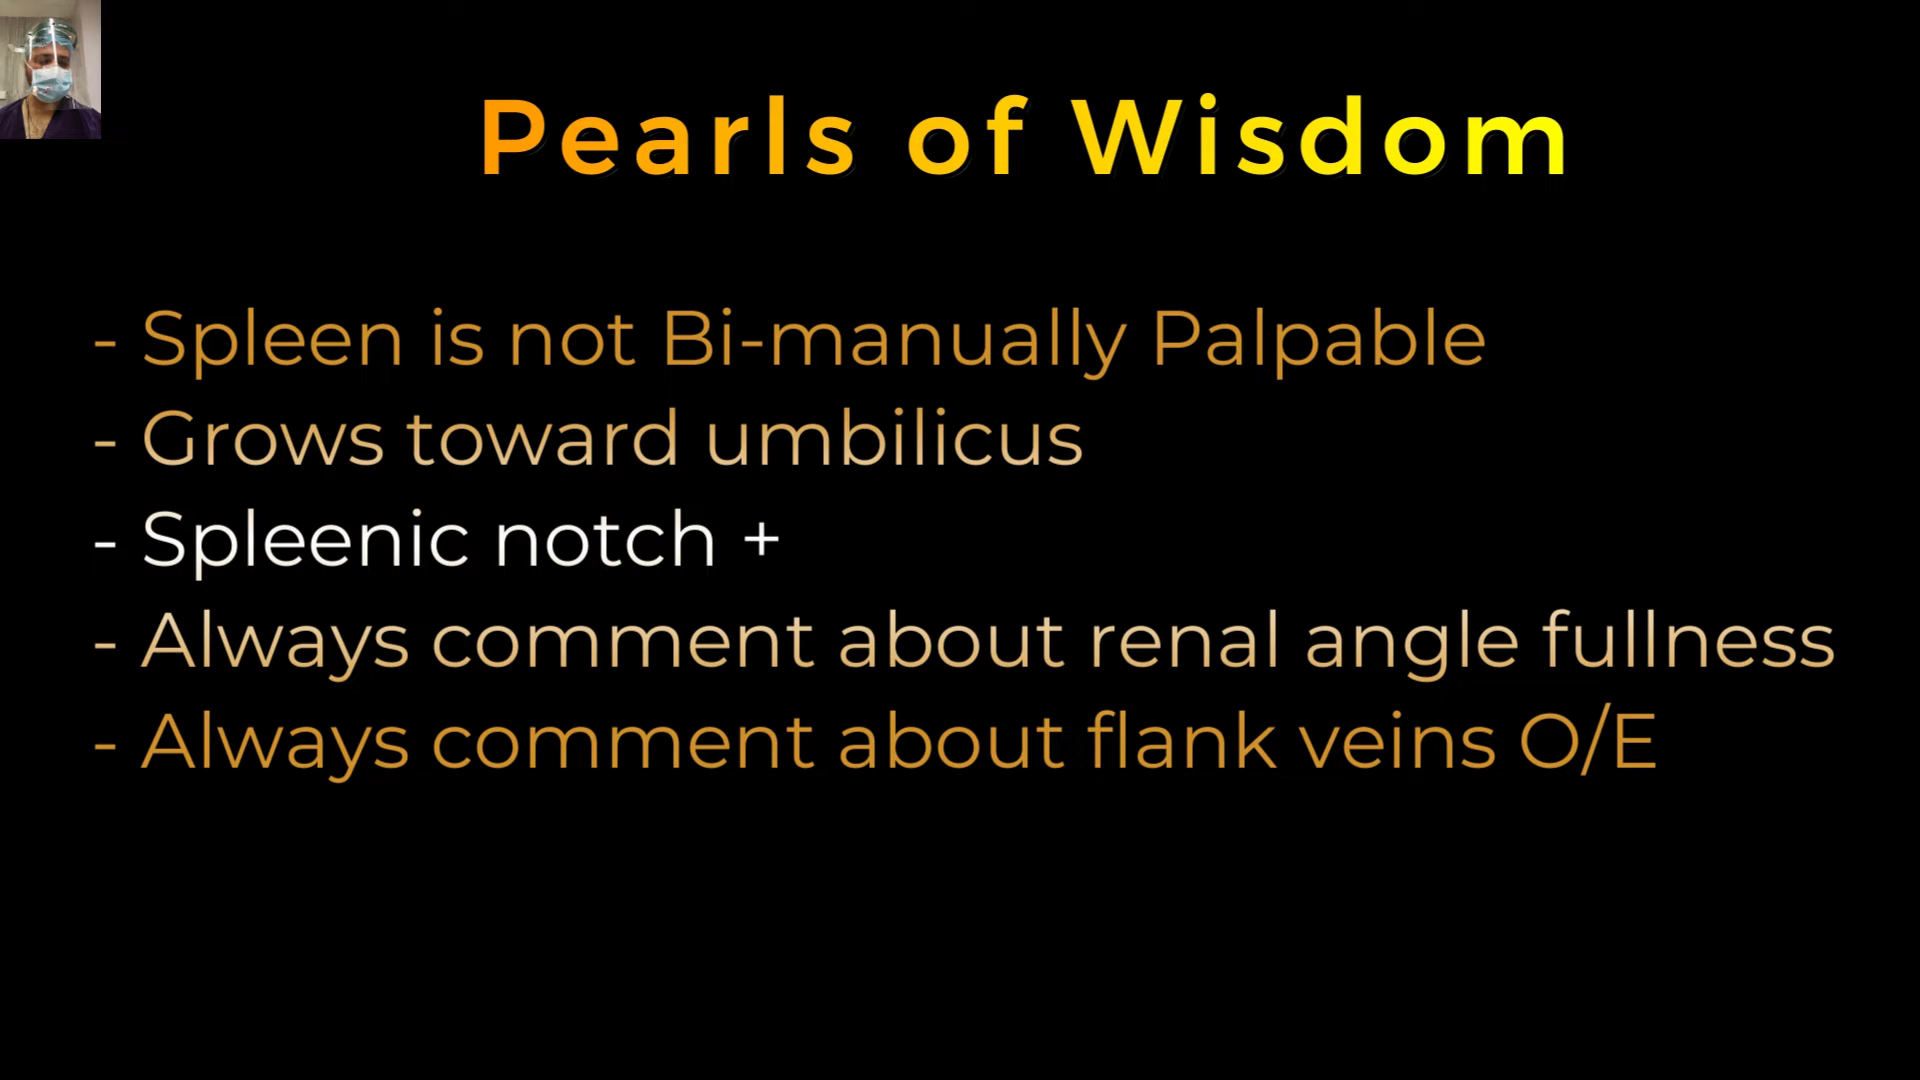 Pearls of Wisdom
- Spleen is not Bi-manually Palpable
- Grows toward umbilicus
- Spleenic notch +
- Always comment about renal angle fullness
- Always comment about flank veins O/E